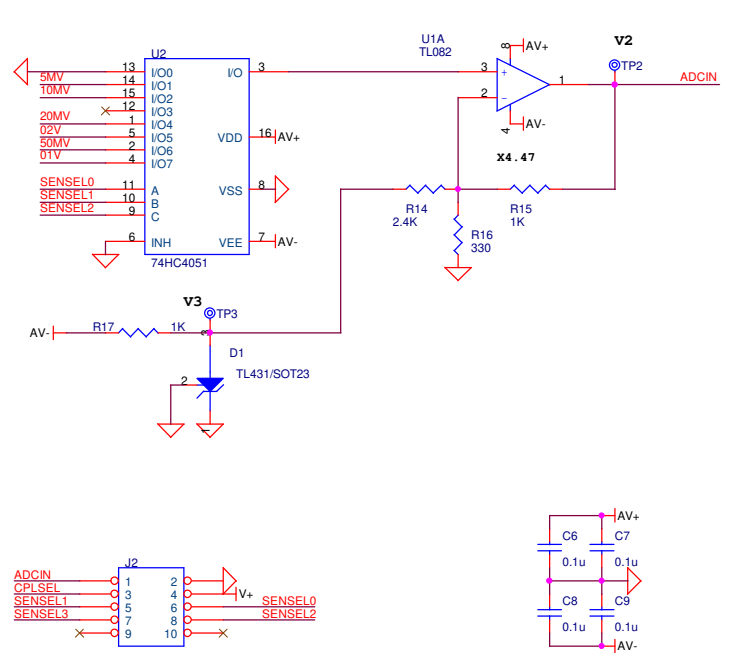 V2
U1A
TL082
8
AV+
TP2
U2
13
I/O0
I/O
3
3
+
1
ADCIN
5MV
14
I/O1
10MV
15
I/O2
2
-
12
I/O3
20MV
1
I/O4
4
AV-
02V
5
I/O5
VDD
16
AV+
50MV
2
I/O6
X4.47
01V
4
I/O7
SENSEL0
11
A
VSS
8
SENSEL1
10
B
SENSEL2
9
C
R14
2.4K
R15
1K
R16
330
6
INH
VEE
7
AV-
74HC4051
V3
TP3
AV-
R17
1K
3
D1
TL431/SOT23
2
1
AV+
C6
C7
0.1u
0.1u
C8
C9
0.1u
0.1u
AV-
J2
ADCIN
1
2
CPLSEL
3
4
V+
SENSEL1
5
6
SENSEL0
SENSEL3
7
8
SENSEL2
9
10